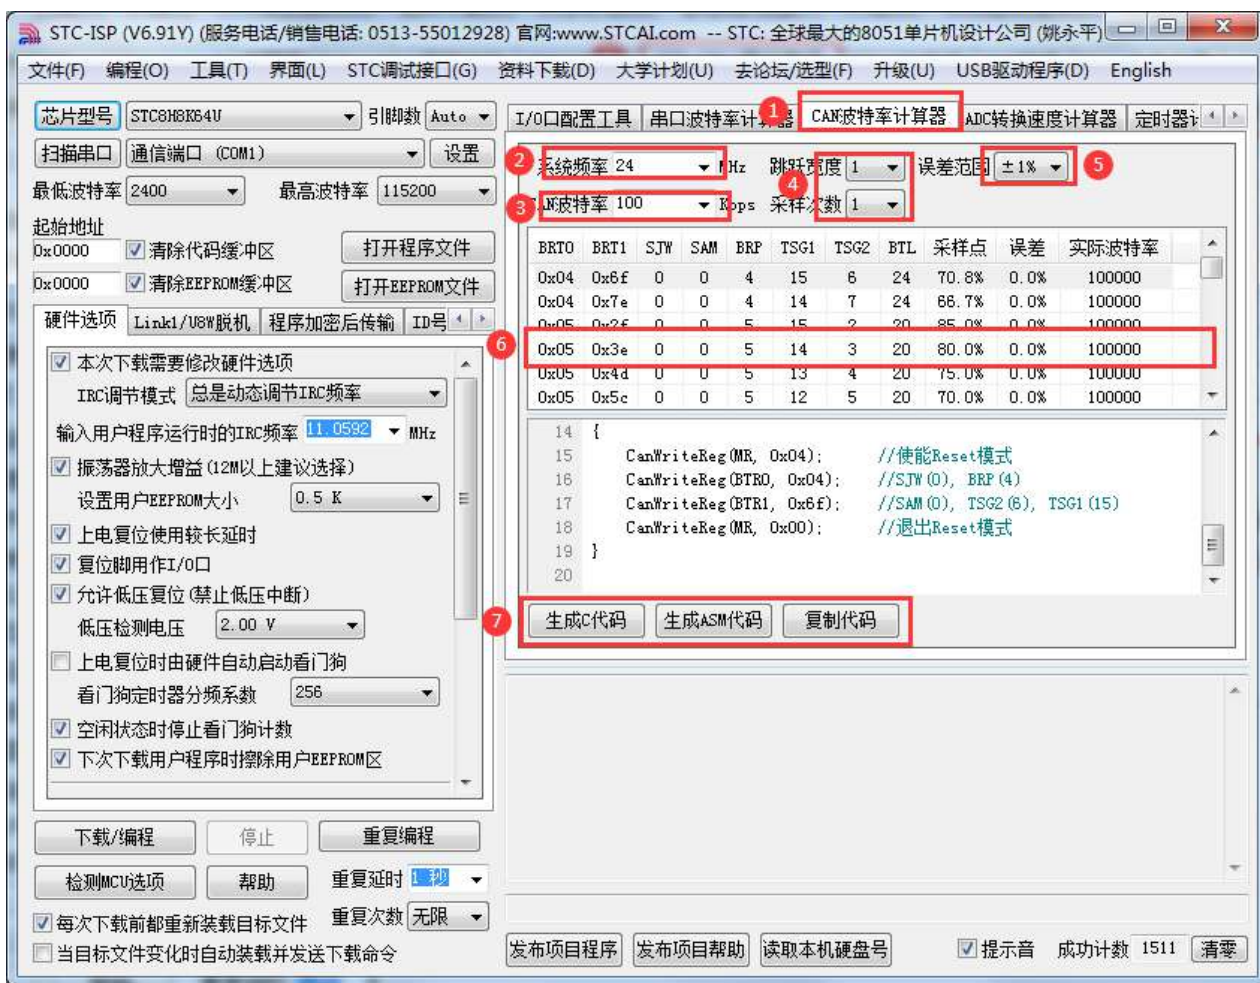 STC-ISP (V6.91Y) (服务电话/销售电话: 0513-55012928) 官网:www.STCAI.com -- STC: 全球最大的8051单片机设计公司 (姚永平)
文件(F) 编程(O) 工具(T) 界面(L) STC调试接口(G) 资料下载(D) 大学计划(U) 去论坛/选型(F) 升级(U) USB驱动程序(D) English
芯片型号 STC8H8K64U 引脚数 Auto
扫描串口 通信端口 (COM1) 设置
最低波特率 2400 最高波特率 115200
起始地址
0x0000 清除代码缓冲区 打开程序文件
0x0000 清除EEPROM缓冲区 打开EEPROM文件
硬件选项 Link1/U8W脱机 程序加密后传输 ID号
本次下载需要修改硬件选项
IRC调节模式 总是动态调节IRC频率
输入用户程序运行时的IRC频率 11.0592 MHz
振荡器放大增益(12M以上建议选择)
设置用户EEPROM大小 0.5 K
上电复位使用较长延时
复位脚用作I/O口
允许低压复位(禁止低压中断)
低压检测电压 2.00 V
上电复位时由硬件自动启动看门狗
看门狗定时器分频系数 256
空闲状态时停止看门狗计数
下次下载用户程序时擦除用户EEPROM区
下载/编程 停止 重复编程
检测MCU选项 帮助 重复延时 1 秒
每次下载前都重新装载目标文件 重复次数 无限
当目标文件变化时自动装载并发送下载命令
I/O口配置工具 串口波特率计算器 1 CAN波特率计算器 ADC转换速度计算器 定时器
2 系统频率 24 MHz 跳跃宽度 1 误差范围 ±1% 5
3 CAN波特率 100 Kbps 4 采样次数 1
BRT0 BRT1 SJW SAM BRP TSG1 TSG2 BTL 采样点 误差 实际波特率
0x04 0x6f 0 0 4 15 6 24 70.8% 0.0% 100000
0x04 0x7e 0 0 4 14 7 24 66.7% 0.0% 100000
0x05 0x2f 0 0 5 15 2 20 85.0% 0.0% 100000
6 0x05 0x3e 0 0 5 14 3 20 80.0% 0.0% 100000
0x05 0x4d 0 0 5 13 4 20 75.0% 0.0% 100000
0x05 0x5c 0 0 5 12 5 20 70.0% 0.0% 100000
14 {
15 CanWriteReg(MR, 0x04); //使能Reset模式
16 CanWriteReg(BTR0, 0x04); //SJW(0), BRP(4)
17 CanWriteReg(BTR1, 0x6f); //SAM(0), TSG2(6), TSG1(15)
18 CanWriteReg(MR, 0x00); //退出Reset模式
19 }
20
7 生成C代码 生成ASM代码 复制代码
发布项目程序 发布项目帮助 读取本机硬盘号 提示音 成功计数 1511 清零